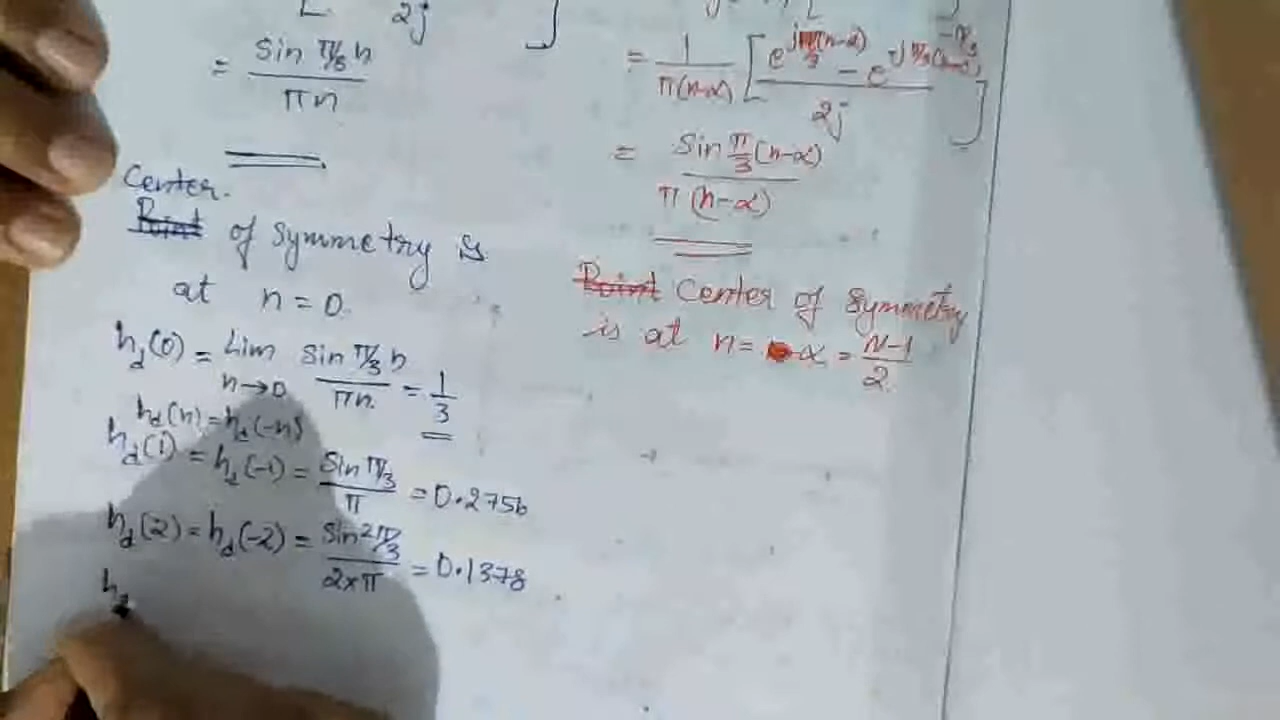 2j
= Sin π/3 n / πn
Center.
Point of Symmetry is
at n = 0.
h_d(0) = Lim n→0 Sin π/3 n / πn = 1/3
h_d(n) = h_d(-n)
h_d(1) = h_d(-1) = Sin π/3 / π = 0.2756
h_d(2) = h_d(-2) = Sin 2π/3 / 2×π = 0.1378
h_d
= 1 / π(n-α) [ / 2j ]
= Sin π/3 (n-α) / π (n-α)
Point Center of Symmetry
is at n = α = N-1 / 2